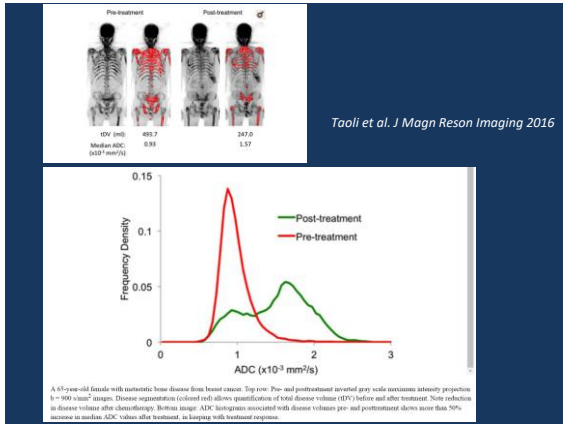 Pre-treatment Post-treatment
tDV (ml): 493.7 247.0
Median ADC: 0.93 1.57
(x10⁻³ mm²/s)
Taoli et al. J Magn Reson Imaging 2016
0.15
0.1
0.05
0
Frequency Density
Post-treatment
Pre-treatment
0 1 2 3
ADC (x10⁻³ mm²/s)
A 65-year-old female with metastatic bone disease from breast cancer. Top row: Pre- and posttreatment inverted gray scale maximum intensity projection
b = 900 s/mm² images. Disease segmentation (colored red) allows quantification of total disease volume (tDV) before and after treatment. Note reduction
in disease volume after chemotherapy. Bottom image: ADC histograms associated with disease volumes pre- and posttreatment shows more than 50%
increase in median ADC values after treatment, in keeping with treatment response.